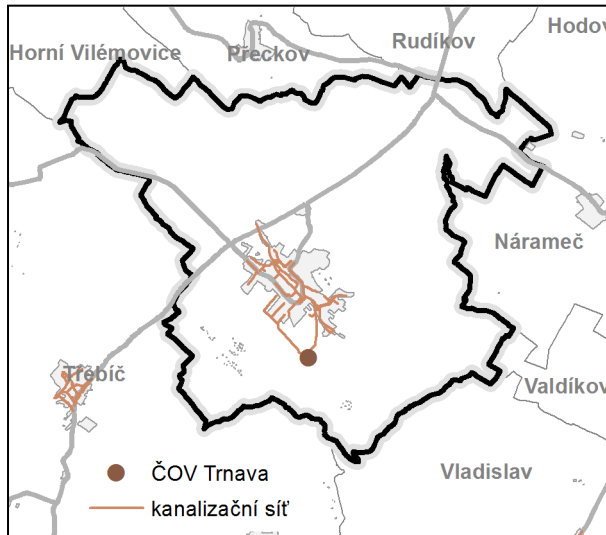 Hodov
Rudíkov
Přeckov
Horní Vilémovice
Nárameč
Třebíč
Valdíkov
Vladislav
ČOV Trnava
kanalizační síť